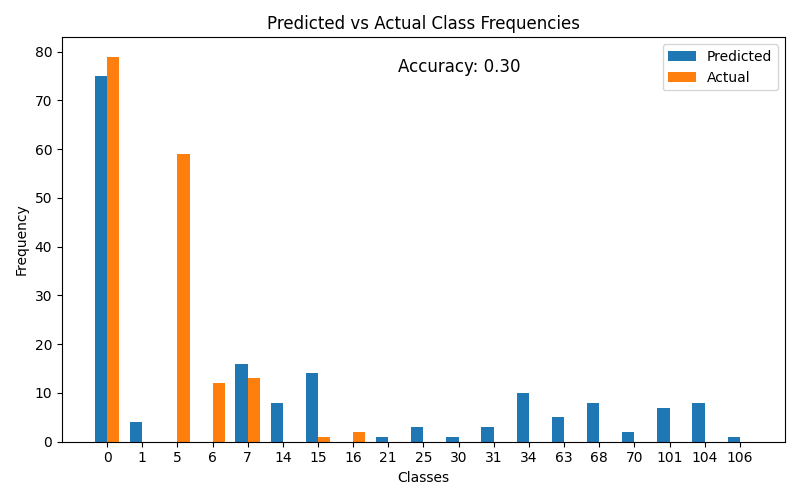 Predicted vs Actual Class Frequencies
Accuracy: 0.30
Predicted
Actual
Frequency
80
70
60
50
40
30
20
10
0
0 1 5 6 7 14 15 16 21 25 30 31 34 63 68 70 101 104 106
Classes